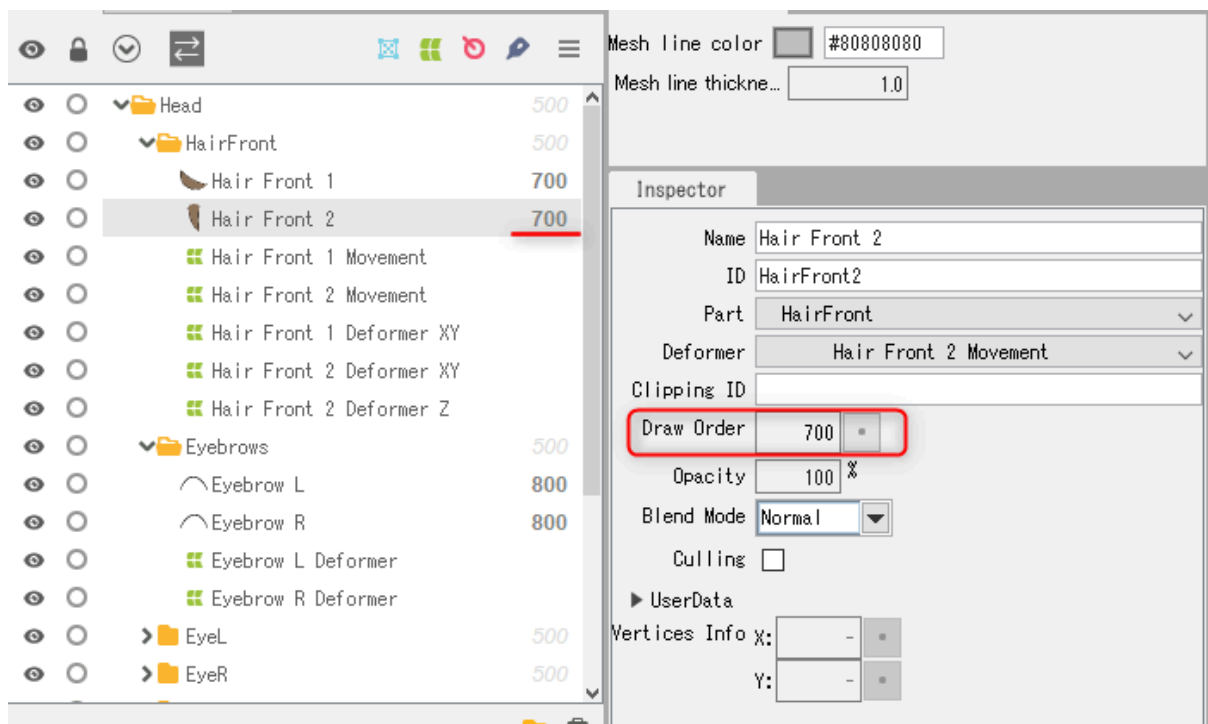 Head 500
HairFront 500
Hair Front 1 700
Hair Front 2 700
Hair Front 1 Movement
Hair Front 2 Movement
Hair Front 1 Deformer XY
Hair Front 2 Deformer XY
Hair Front 2 Deformer Z
Eyebrows 500
Eyebrow L 800
Eyebrow R 800
Eyebrow L Deformer
Eyebrow R Deformer
EyeL 500
EyeR 500
Mesh line color #80808080
Mesh line thickne... 1.0
Inspector
Name Hair Front 2
ID HairFront2
Part HairFront
Deformer Hair Front 2 Movement
Clipping ID
Draw Order 700
Opacity 100 %
Blend Mode Normal
Culling
UserData
Vertices Info X: -
Y: -